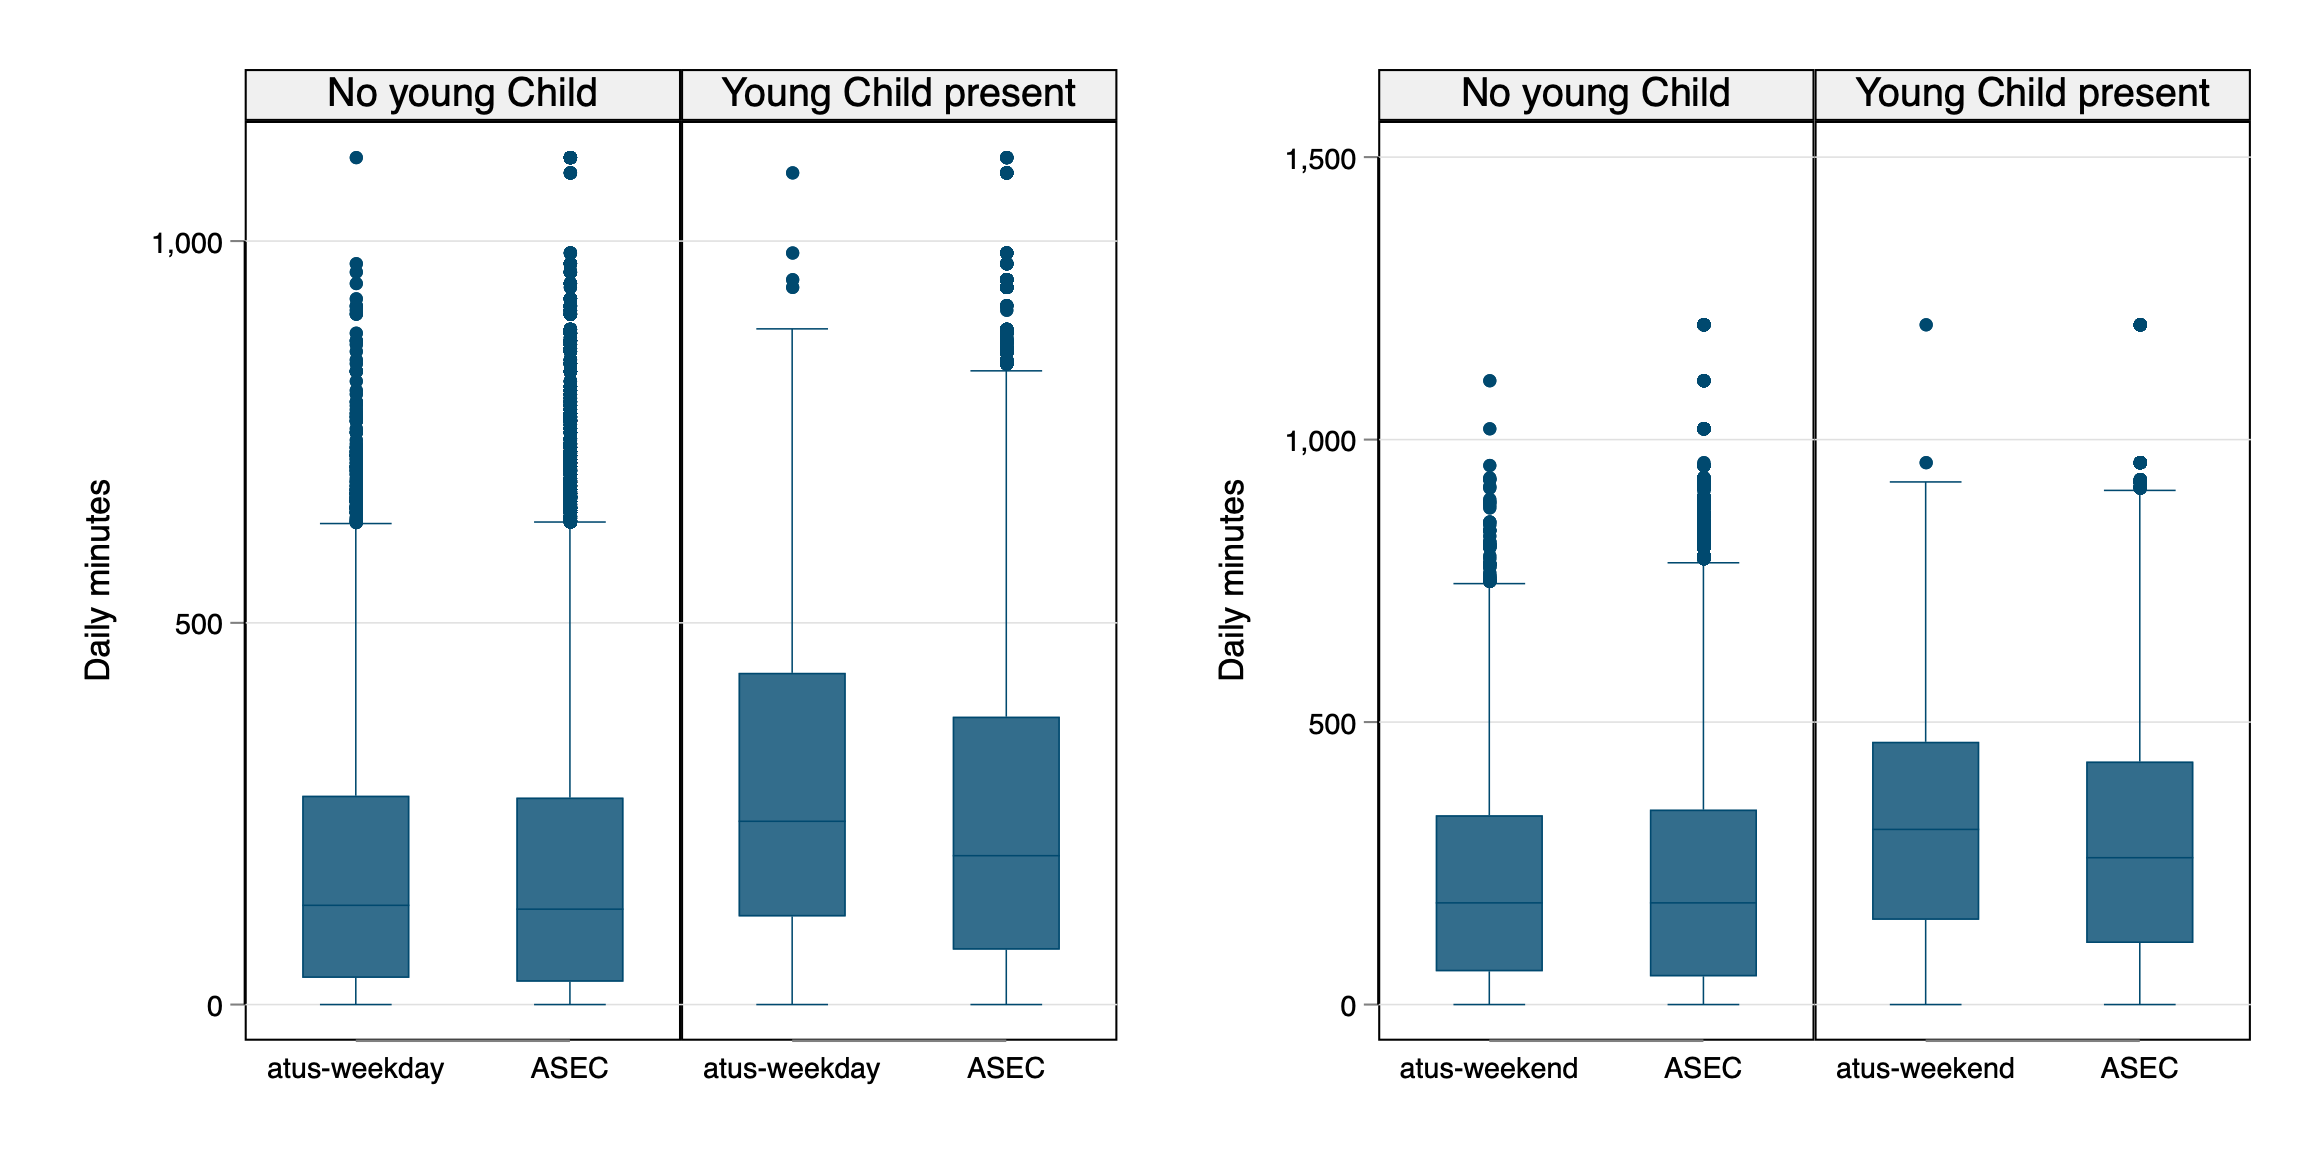 No young Child
Young Child present
1,000
500
0
Daily minutes
atus-weekday
ASEC
atus-weekday
ASEC
No young Child
Young Child present
1,500
1,000
500
0
Daily minutes
atus-weekend
ASEC
atus-weekend
ASEC